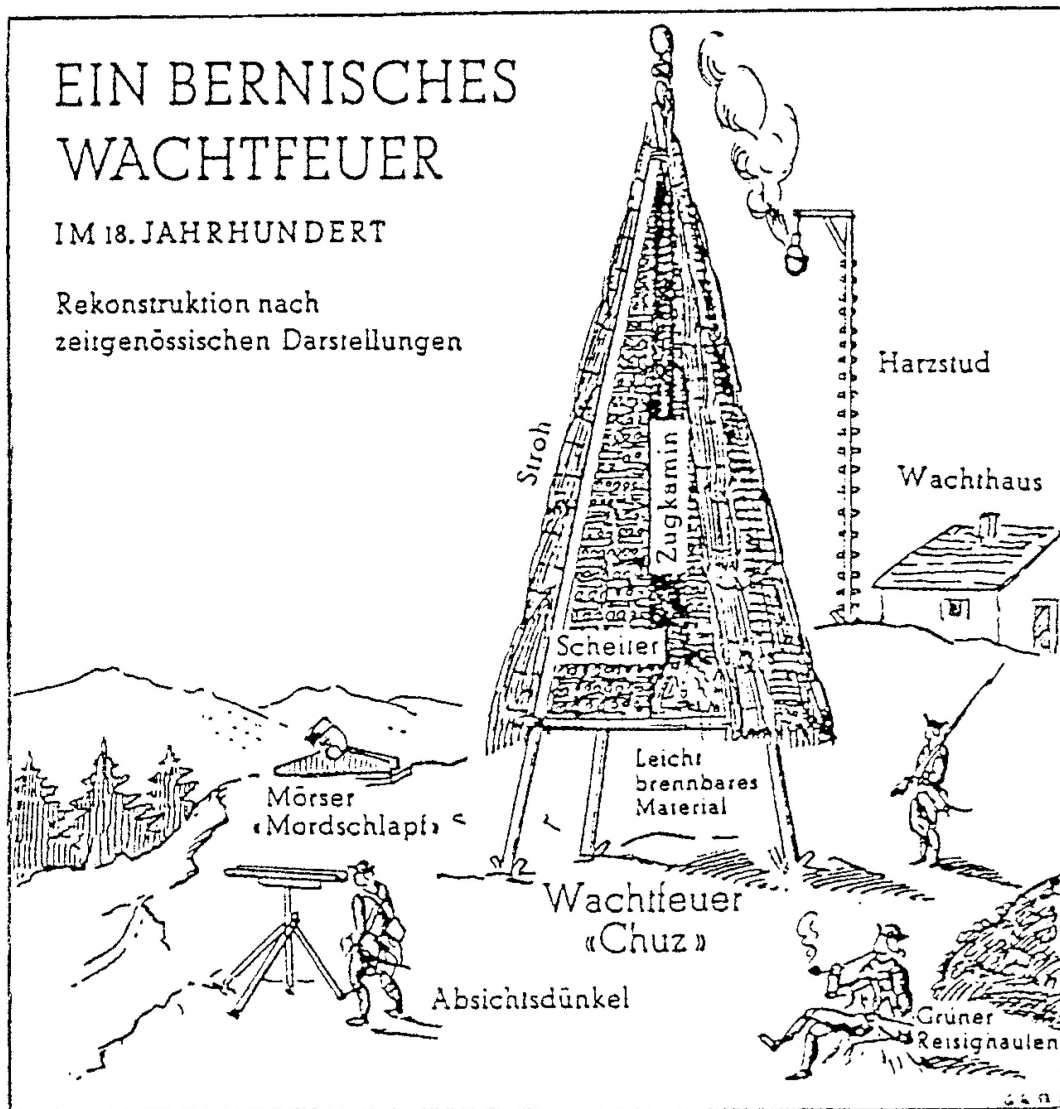 EIN BERNISCHES
WACHTFEUER
IM 18. JAHRHUNDERT
Rekonstruktion nach
zeitgenössischen Darstellungen
Harzstud
Stroh
Zugkamin
Wachthaus
Scheiter
Leicht
brennbares
Material
Mörser
«Mordschlapf»
Wachtfeuer
«Chuz»
Absichtsdünkel
Grüner
Reisighaufen